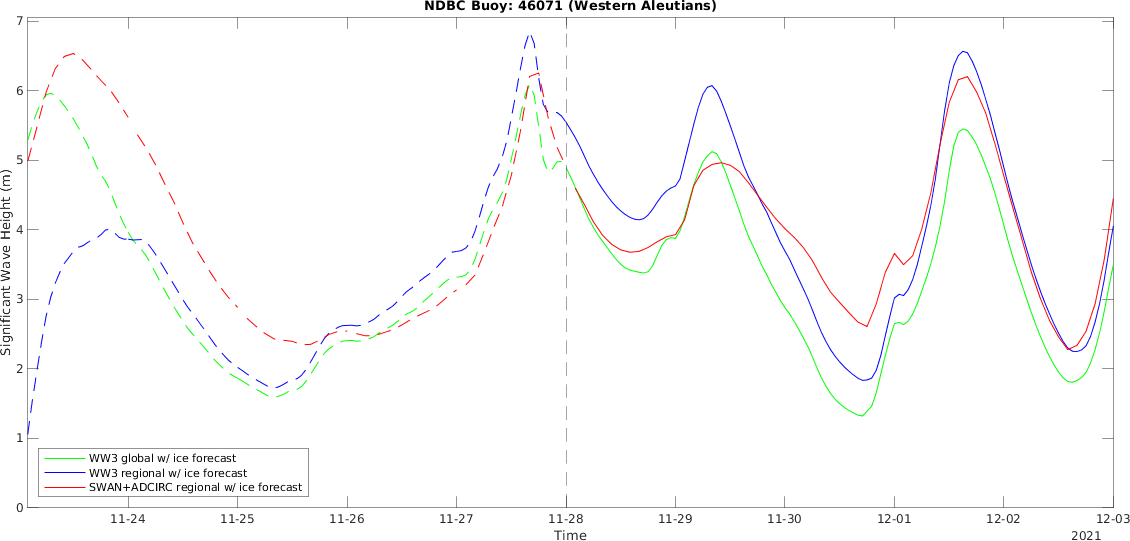 NDBC Buoy: 46071 (Western Aleutians)
7
6
5
4
3
2
1
0
Significant Wave Height (m)
WW3 global w/ ice forecast
WW3 regional w/ ice forecast
SWAN+ADCIRC regional w/ ice forecast
11-24 11-25 11-26 11-27 11-28 11-29 11-30 12-01 12-02 12-03
Time
2021